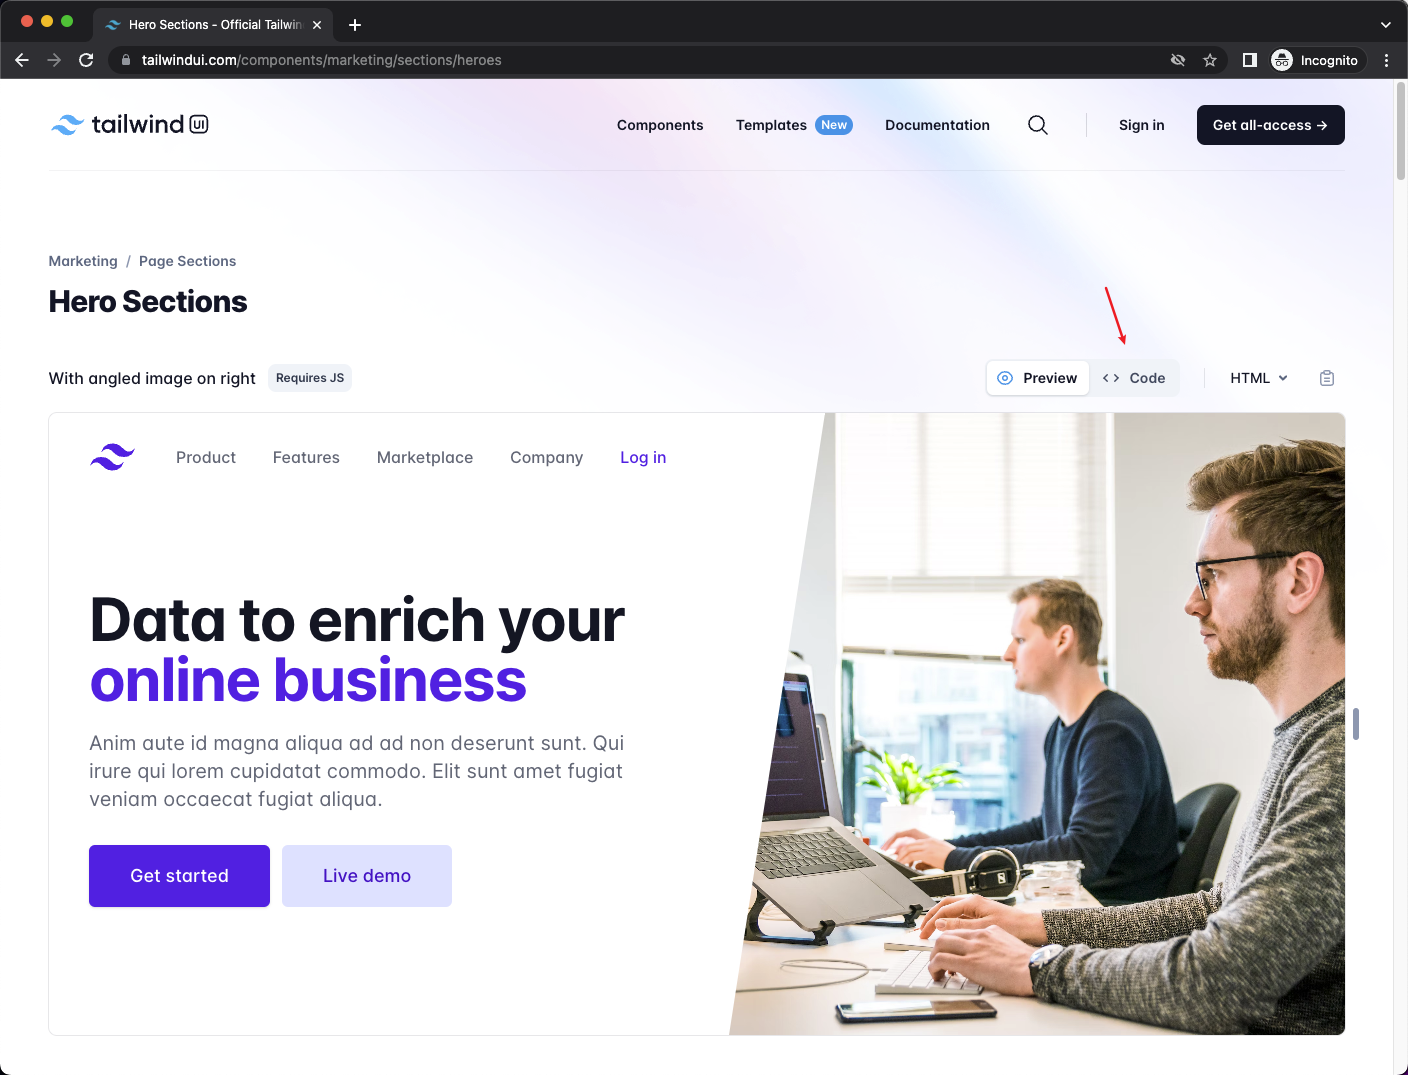 Hero Sections - Official Tailwin
tailwindui.com/components/marketing/sections/heroes
Incognito
tailwind UI
Components
Templates New
Documentation
Sign in
Get all-access →
Marketing / Page Sections
Hero Sections
With angled image on right
Requires JS
Preview
<> Code
HTML
Product
Features
Marketplace
Company
Log in
Data to enrich your
online business
Anim aute id magna aliqua ad ad non deserunt sunt. Qui
irure qui lorem cupidatat commodo. Elit sunt amet fugiat
veniam occaecat fugiat aliqua.
Get started
Live demo